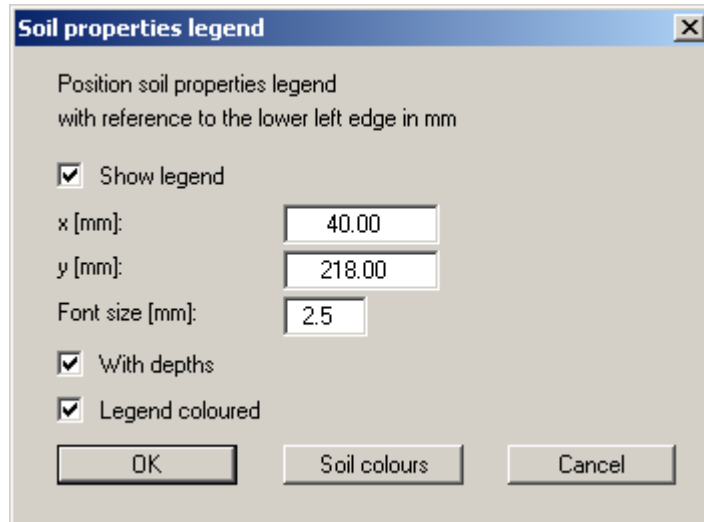 Soil properties legend
Position soil properties legend
with reference to the lower left edge in mm
Show legend
x [mm]: 40.00
y [mm]: 218.00
Font size [mm]: 2.5
With depths
Legend coloured
OK Soil colours Cancel